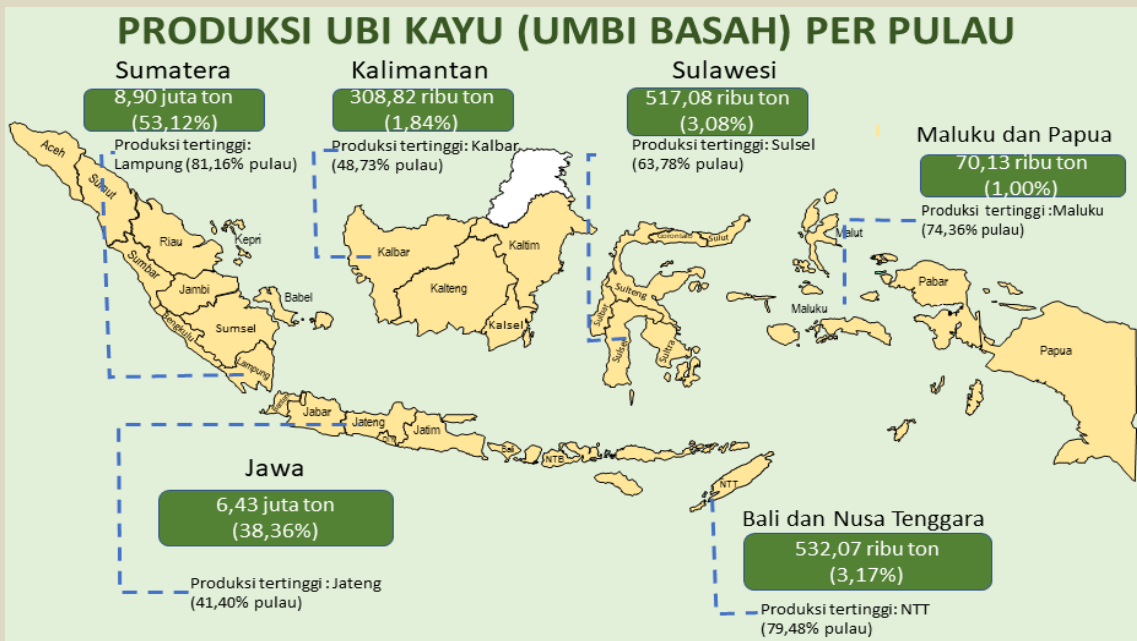 PRODUKSI UBI KAYU (UMBI BASAH) PER PULAU
Sumatera
8,90 juta ton
(53,12%)
Produksi tertinggi:
Lampung (81,16% pulau)
Kalimantan
308,82 ribu ton
(1,84%)
Produksi tertinggi: Kalbar
(48,73% pulau)
Sulawesi
517,08 ribu ton
(3,08%)
Produksi tertinggi: Sulsel
(63,78% pulau)
Maluku dan Papua
70,13 ribu ton
(1,00%)
Produksi tertinggi :Maluku
(74,36% pulau)
Aceh
Sumut
Riau
Kepri
Sumbar
Jambi
Babel
Bengkulu
Sumsel
Lampung
Kalbar
Kalteng
Kaltim
Kalsel
Gorontalo
Sulut
Sulteng
Sulbar
Sulsel
Sultra
Malut
Maluku
Pabar
Papua
Banten
Jabar
Jateng
Jatim
Bali
NTB
NTT
Jawa
6,43 juta ton
(38,36%)
Produksi tertinggi : Jateng
(41,40% pulau)
Bali dan Nusa Tenggara
532,07 ribu ton
(3,17%)
Produksi tertinggi: NTT
(79,48% pulau)